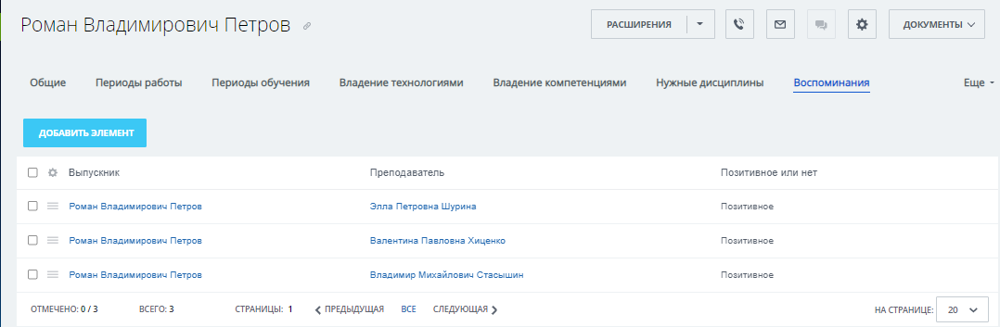 Роман Владимирович Петров
РАСШИРЕНИЯ
ДОКУМЕНТЫ
Общие Периоды работы Периоды обучения Владение технологиями Владение компетенциями Нужные дисциплины Воспоминания Еще
ДОБАВИТЬ ЭЛЕМЕНТ
Выпускник Преподаватель Позитивное или нет
Роман Владимирович Петров Элла Петровна Шурина Позитивное
Роман Владимирович Петров Валентина Павловна Хиценко Позитивное
Роман Владимирович Петров Владимир Михайлович Стасышин Позитивное
ОТМЕЧЕНО: 0 / 3 ВСЕГО: 3 СТРАНИЦЫ: 1 ПРЕДЫДУЩАЯ ВСЕ СЛЕДУЮЩАЯ НА СТРАНИЦЕ: 20